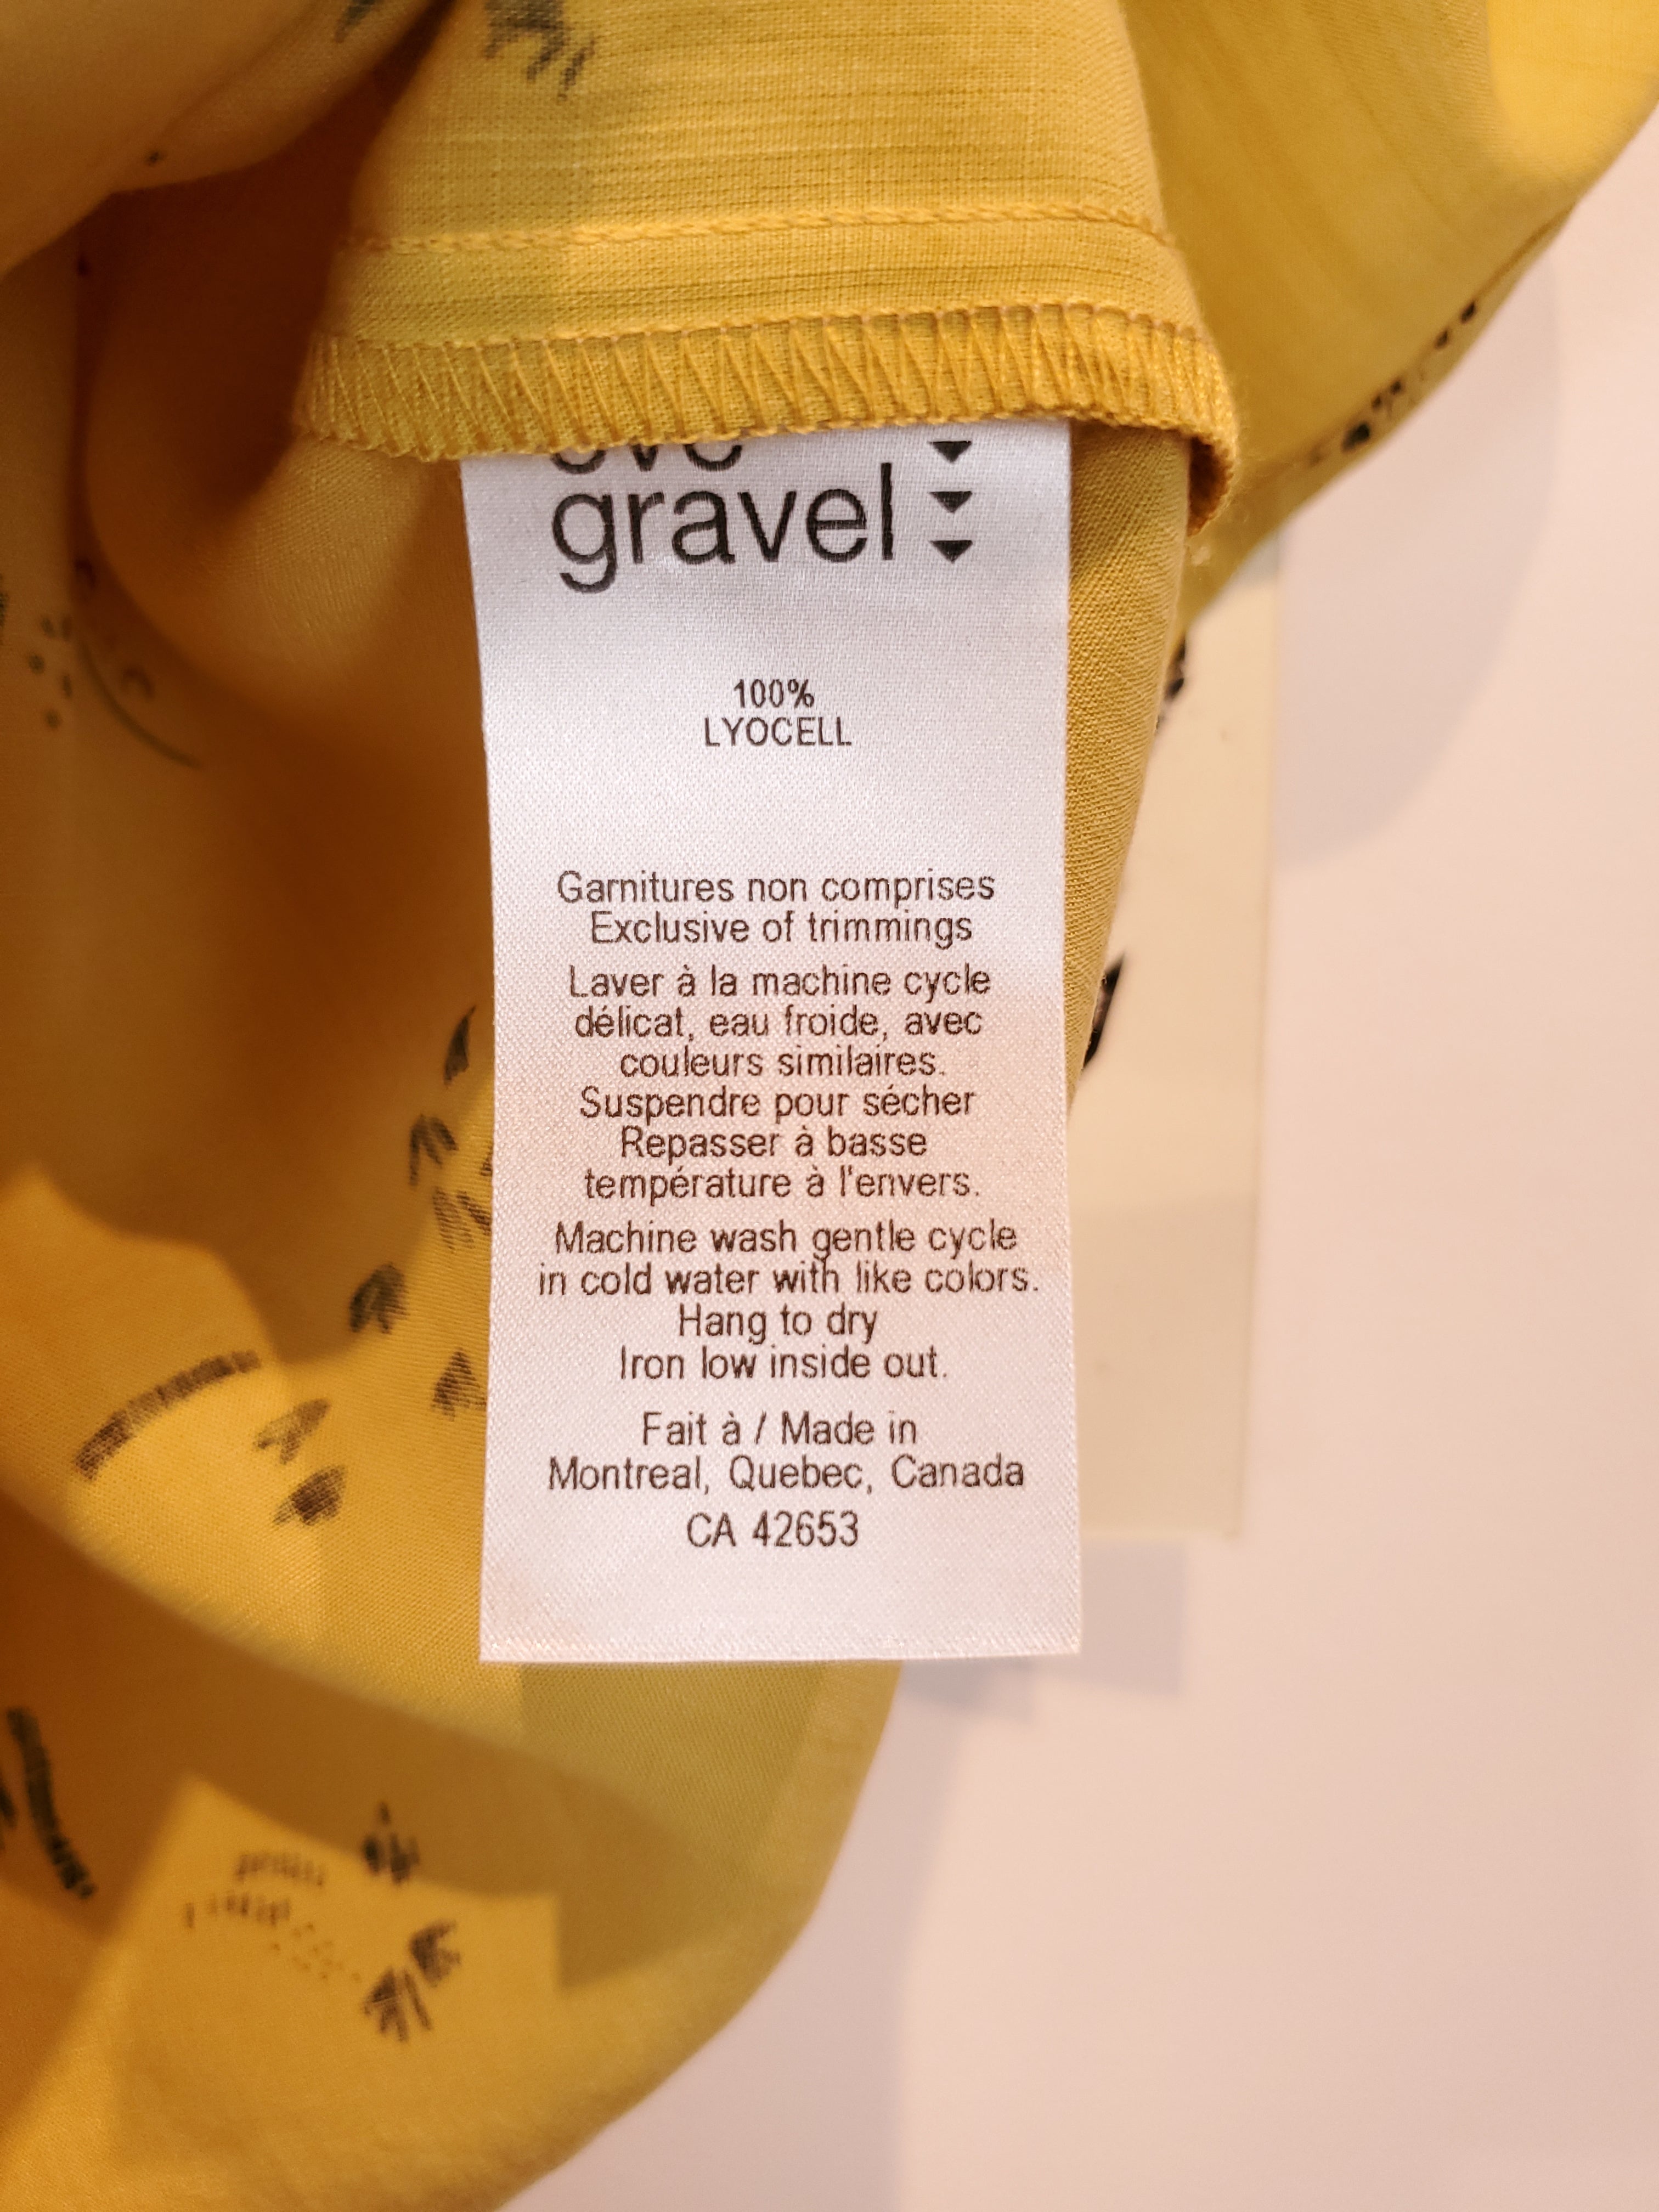 gravel
100%
LYOCELL
Garnitures non comprises
Exclusive of trimmings
Laver à la machine cycle
délicat, eau froide, avec
couleurs similaires.
Suspendre pour sécher
Repasser à basse
température à l'envers.
Machine wash gentle cycle
in cold water with like colors.
Hang to dry
Iron low inside out.
Fait à / Made in
Montreal, Quebec, Canada
CA 42653